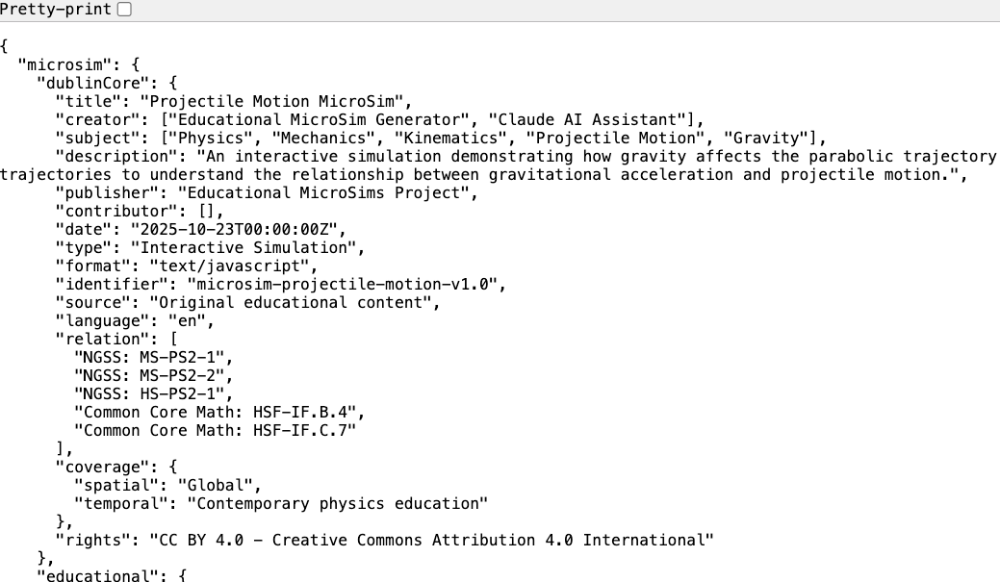 Pretty-print
{
  "microsim": {
    "dublinCore": {
      "title": "Projectile Motion MicroSim",
      "creator": ["Educational MicroSim Generator", "Claude AI Assistant"],
      "subject": ["Physics", "Mechanics", "Kinematics", "Projectile Motion", "Gravity"],
      "description": "An interactive simulation demonstrating how gravity affects the parabolic trajectory
trajectories to understand the relationship between gravitational acceleration and projectile motion.",
      "publisher": "Educational MicroSims Project",
      "contributor": [],
      "date": "2025-10-23T00:00:00Z",
      "type": "Interactive Simulation",
      "format": "text/javascript",
      "identifier": "microsim-projectile-motion-v1.0",
      "source": "Original educational content",
      "language": "en",
      "relation": [
        "NGSS: MS-PS2-1",
        "NGSS: MS-PS2-2",
        "NGSS: HS-PS2-1",
        "Common Core Math: HSF-IF.B.4",
        "Common Core Math: HSF-IF.C.7"
      ],
      "coverage": {
        "spatial": "Global",
        "temporal": "Contemporary physics education"
      },
      "rights": "CC BY 4.0 - Creative Commons Attribution 4.0 International"
    },
    "educational": {